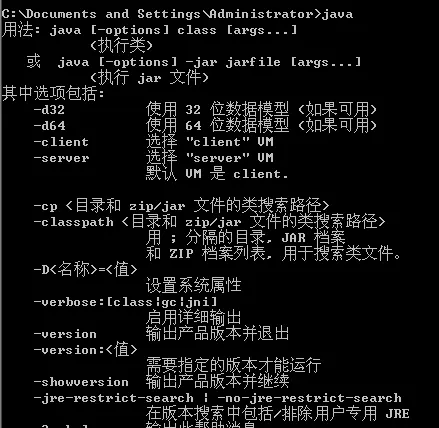 C:\Documents and Settings\Administrator>java
用法: java [-options] class [args...]
(执行类)
或 java [-options] -jar jarfile [args...]
(执行 jar 文件)
其中选项包括:
-d32 使用 32 位数据模型 (如果可用)
-d64 使用 64 位数据模型 (如果可用)
-client 选择 "client" VM
-server 选择 "server" VM
默认 VM 是 client.
-cp <目录和 zip/jar 文件的类搜索路径>
-classpath <目录和 zip/jar 文件的类搜索路径>
用 ; 分隔的目录, JAR 档案
和 ZIP 档案列表, 用于搜索类文件。
-D<名称>=<值>
设置系统属性
-verbose:[class|gc|jni]
启用详细输出
-version 输出产品版本并退出
-version:<值>
需要指定的版本才能运行
-showversion 输出产品版本并继续
-jre-restrict-search | -no-jre-restrict-search
在版本搜索中包括/排除用户专用 JRE
输出此帮助消息